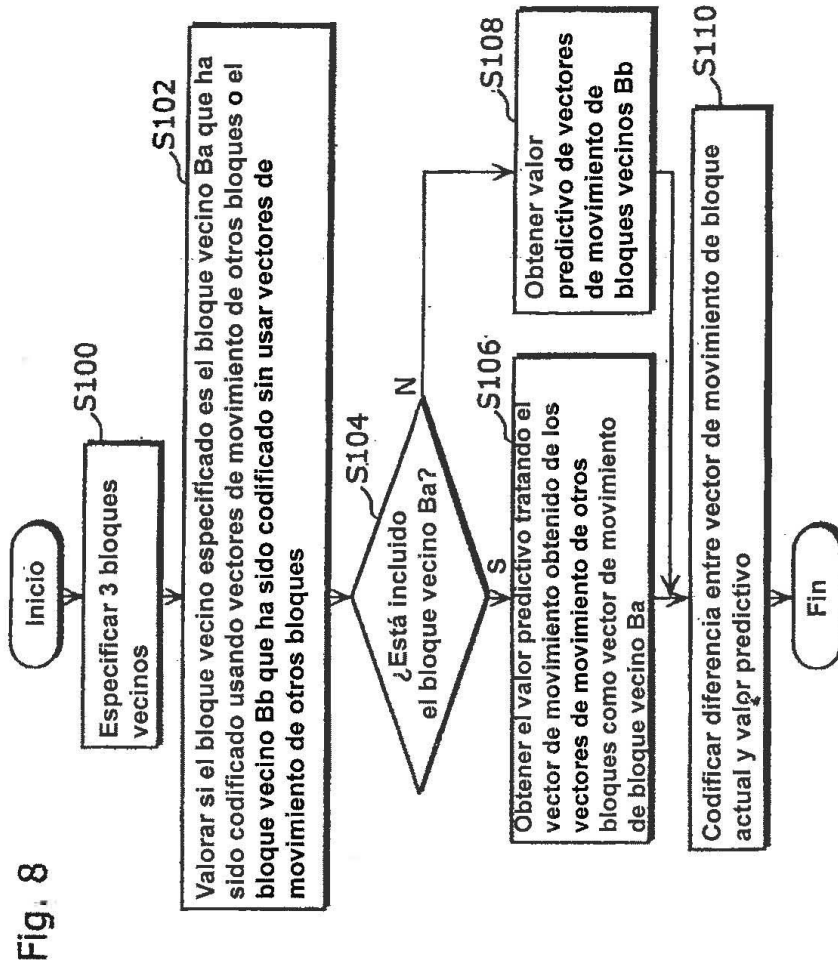 Fig. 8
Inicio
S100
Especificar 3 bloques
vecinos
S102
Valorar si el bloque vecino especificado es el bloque vecino Ba que ha
sido codificado usando vectores de movimiento de otros bloques o el
bloque vecino Bb que ha sido codificado sin usar vectores de
movimiento de otros bloques
S104
¿Está incluido
el bloque vecino Ba?
N
S
S106
Obtener el valor predictivo tratando el
vector de movimiento obtenido de los
vectores de movimiento de otros
bloques como vector de movimiento
de bloque vecino Ba
S108
Obtener valor
predictivo de vectores
de movimiento de
bloques vecinos Bb
S110
Codificar diferencia entre vector de movimiento de bloque
actual y valor predictivo
Fin